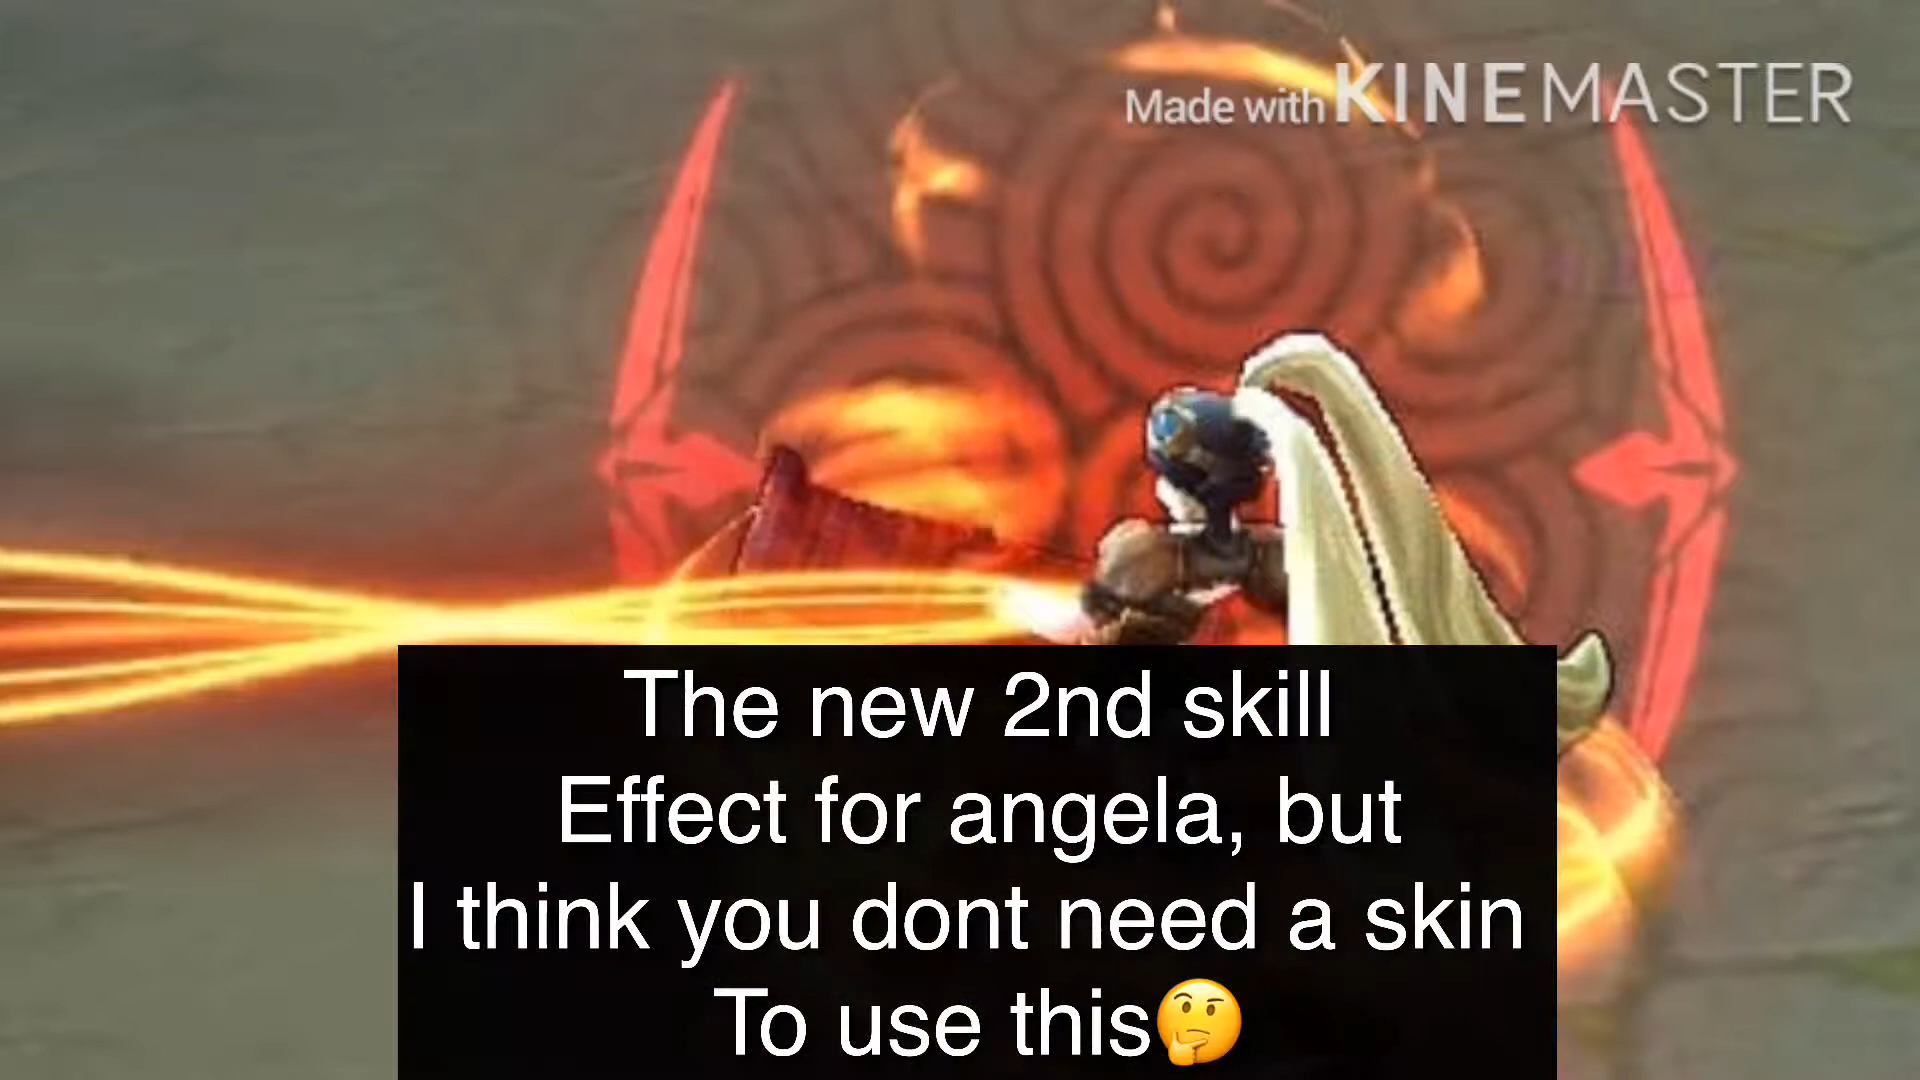 Made with KINEMASTER
The new 2nd skill
Effect for angela, but
I think you dont need a skin
To use this🤔